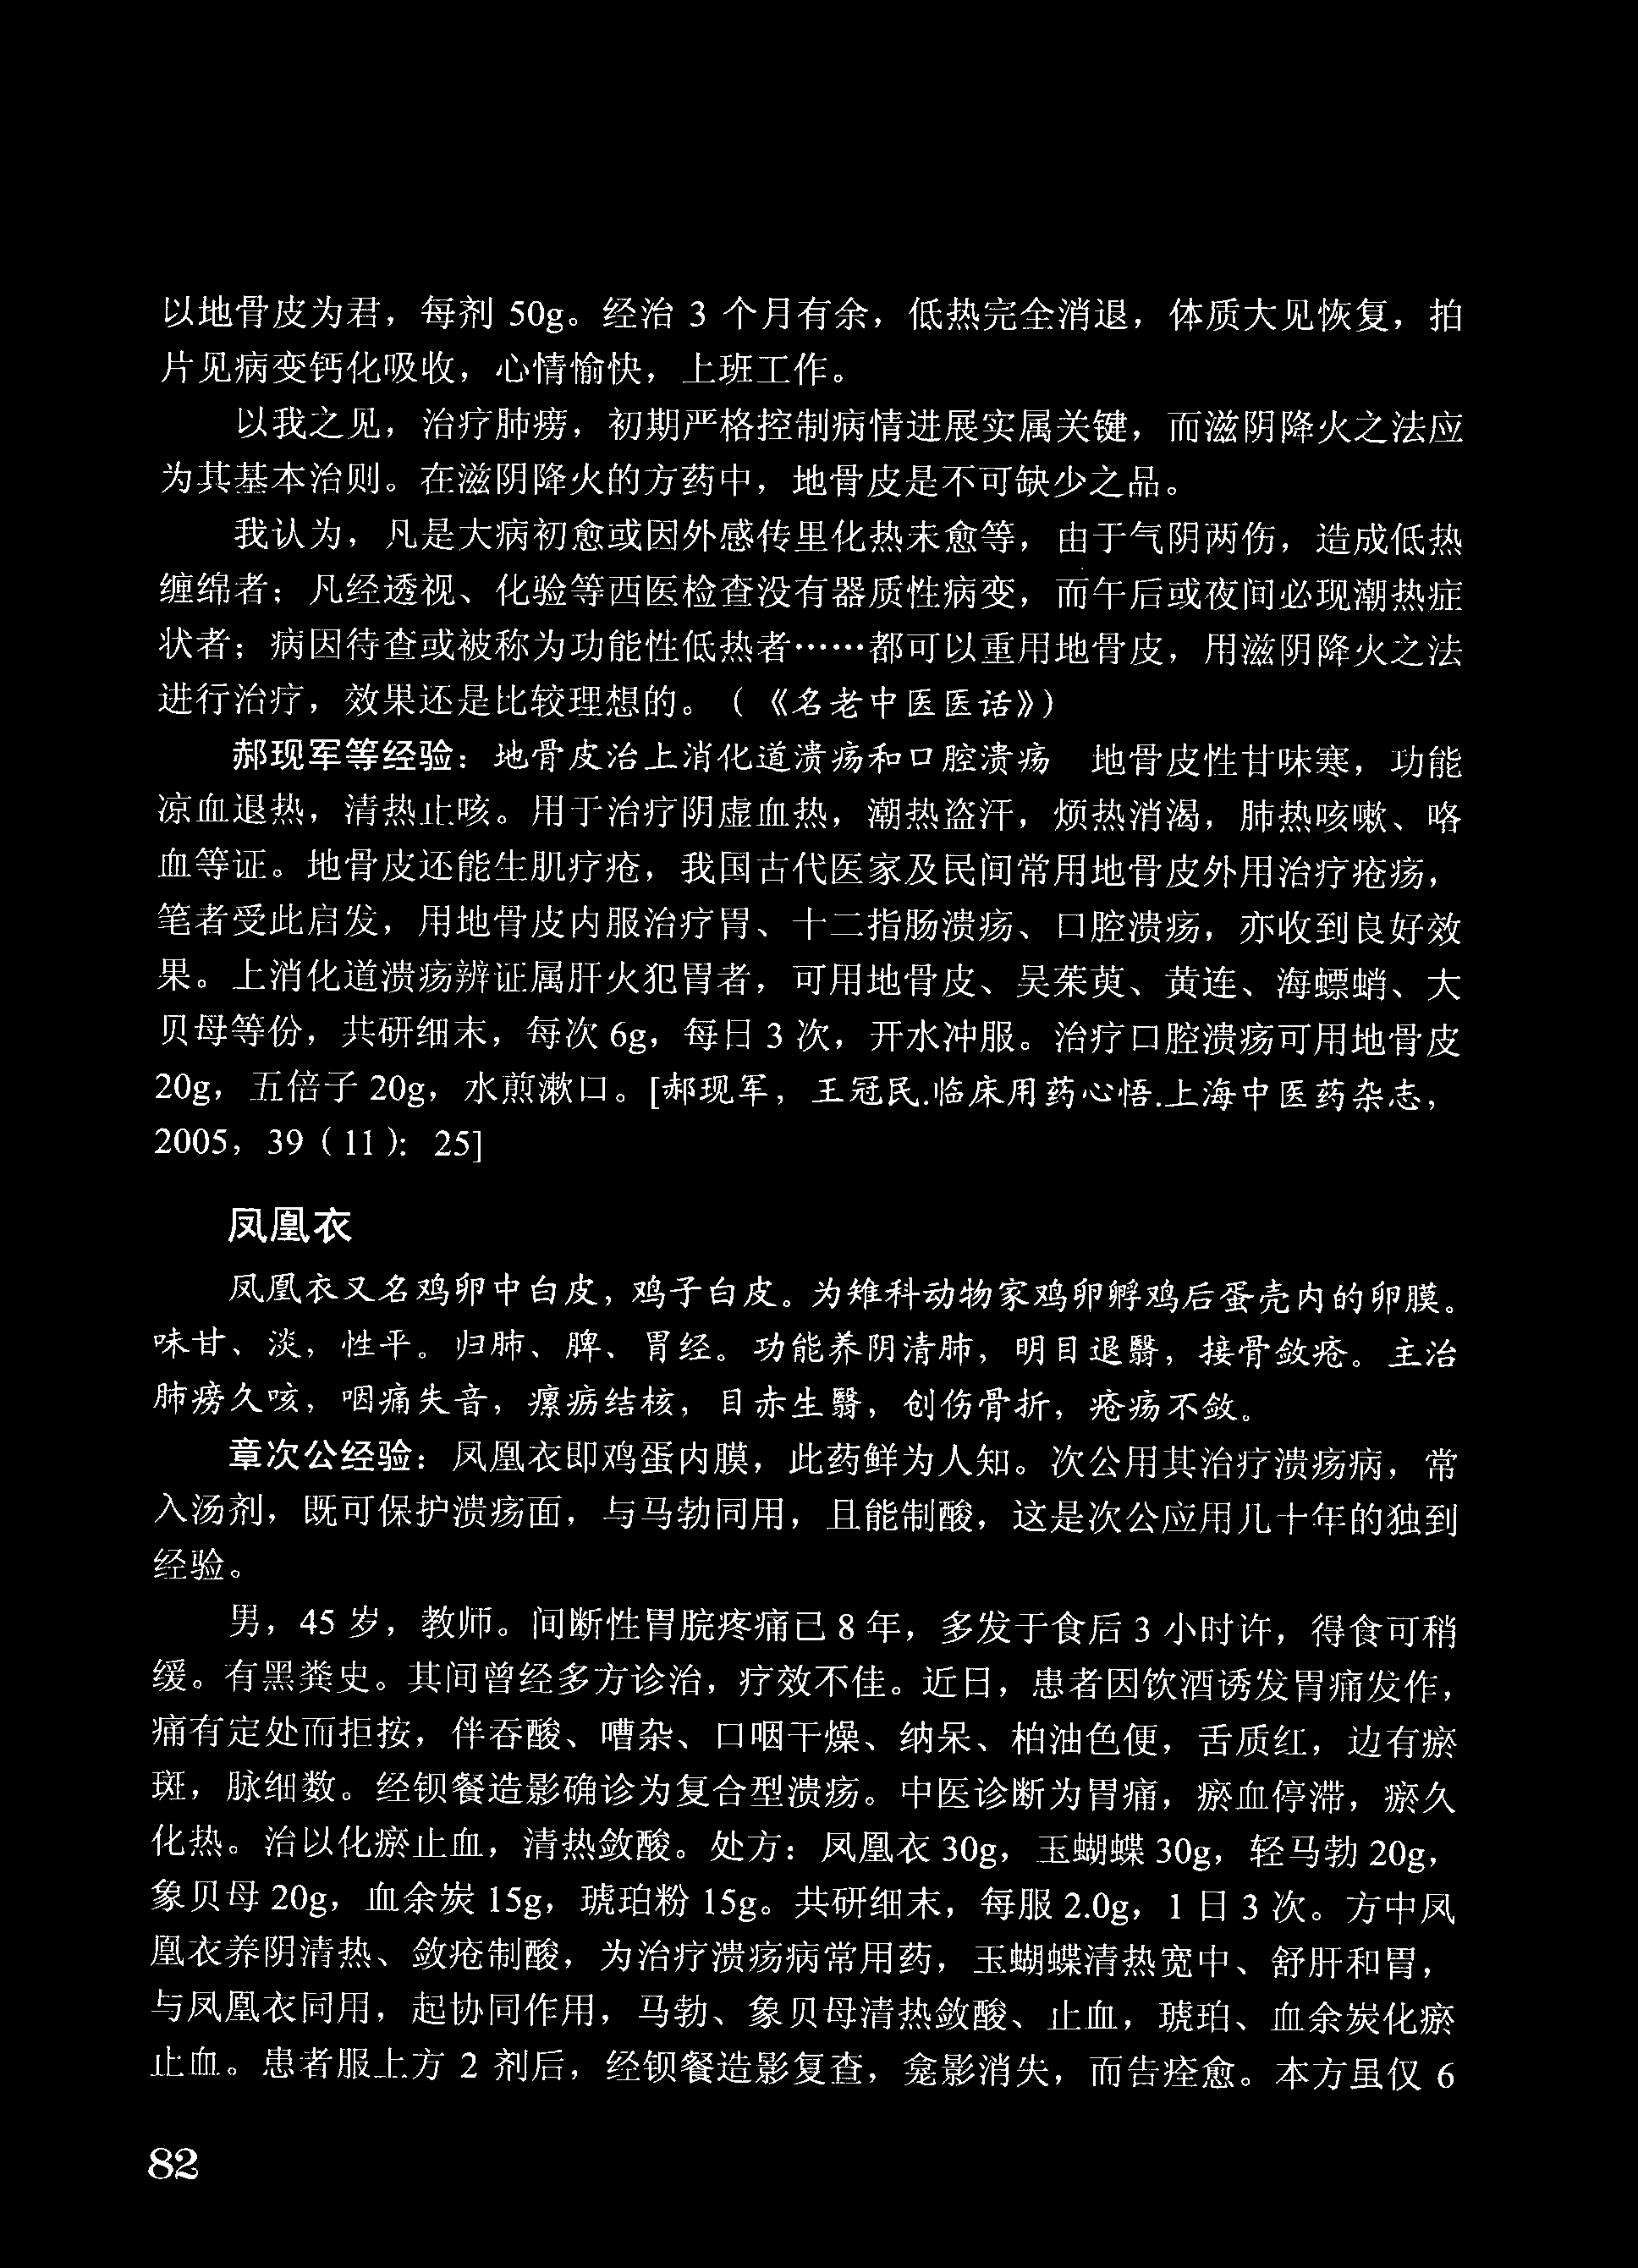 以地骨皮为君，每剂 50g。经治 3 个月有余，低热完全消退，体质大见恢复，拍
片见病变钙化吸收，心情愉快，上班工作。
以我之见，治疗肺痨，初期严格控制病情进展实属关键，而滋阴降火之法应
为其基本治则。在滋阴降火的方药中，地骨皮是不可缺少之品。
我认为，凡是大病初愈或因外感传里化热未愈等，由于气阴两伤，造成低热
缠绵者；凡经透视、化验等西医检查没有器质性病变，而午后或夜间必现潮热症
状者；病因待查或被称为功能性低热者……都可以重用地骨皮，用滋阴降火之法
进行治疗，效果还是比较理想的。（《名老中医医话》）
郝现军等经验：地骨皮治上消化道溃疡和口腔溃疡　地骨皮性甘味寒，功能
凉血退热，清热止咳。用于治疗阴虚血热，潮热盗汗，烦热消渴，肺热咳嗽、咯
血等证。地骨皮还能生肌疗疮，我国古代医家及民间常用地骨皮外用治疗疮疡，
笔者受此启发，用地骨皮内服治疗胃、十二指肠溃疡、口腔溃疡，亦收到良好效
果。上消化道溃疡辨证属肝火犯胃者，可用地骨皮、吴茱萸、黄连、海螵蛸、大
贝母等份，共研细末，每次 6g，每日 3 次，开水冲服。治疗口腔溃疡可用地骨皮
20g，五倍子 20g，水煎漱口。[郝现军，王冠民.临床用药心悟.上海中医药杂志，
2005，39（11）：25]
凤凰衣
凤凰衣又名鸡卵中白皮，鸡子白皮。为雉科动物家鸡卵孵鸡后蛋壳内的卵膜。
味甘、淡，性平。归肺、脾、胃经。功能养阴清肺，明目退翳，接骨敛疮。主治
肺痨久咳，咽痛失音，瘰疬结核，目赤生翳，创伤骨折，疮疡不敛。
章次公经验：凤凰衣即鸡蛋内膜，此药鲜为人知。次公用其治疗溃疡病，常
入汤剂，既可保护溃疡面，与马勃同用，且能制酸，这是次公应用几十年的独到
经验。
男，45 岁，教师。间断性胃脘疼痛已 8 年，多发于食后 3 小时许，得食可稍
缓。有黑粪史。其间曾经多方诊治，疗效不佳。近日，患者因饮酒诱发胃痛发作，
痛有定处而拒按，伴吞酸、嘈杂、口咽干燥、纳呆、柏油色便，舌质红，边有瘀
斑，脉细数。经钡餐造影确诊为复合型溃疡。中医诊断为胃痛，瘀血停滞，瘀久
化热。治以化瘀止血，清热敛酸。处方：凤凰衣 30g，玉蝴蝶 30g，轻马勃 20g，
象贝母 20g，血余炭 15g，琥珀粉 15g。共研细末，每服 2.0g，1 日 3 次。方中凤
凰衣养阴清热、敛疮制酸，为治疗溃疡病常用药，玉蝴蝶清热宽中、舒肝和胃，
与凤凰衣同用，起协同作用，马勃、象贝母清热敛酸、止血，琥珀、血余炭化瘀
止血。患者服上方 2 剂后，经钡餐造影复查，龛影消失，而告痊愈。本方虽仅 6
82